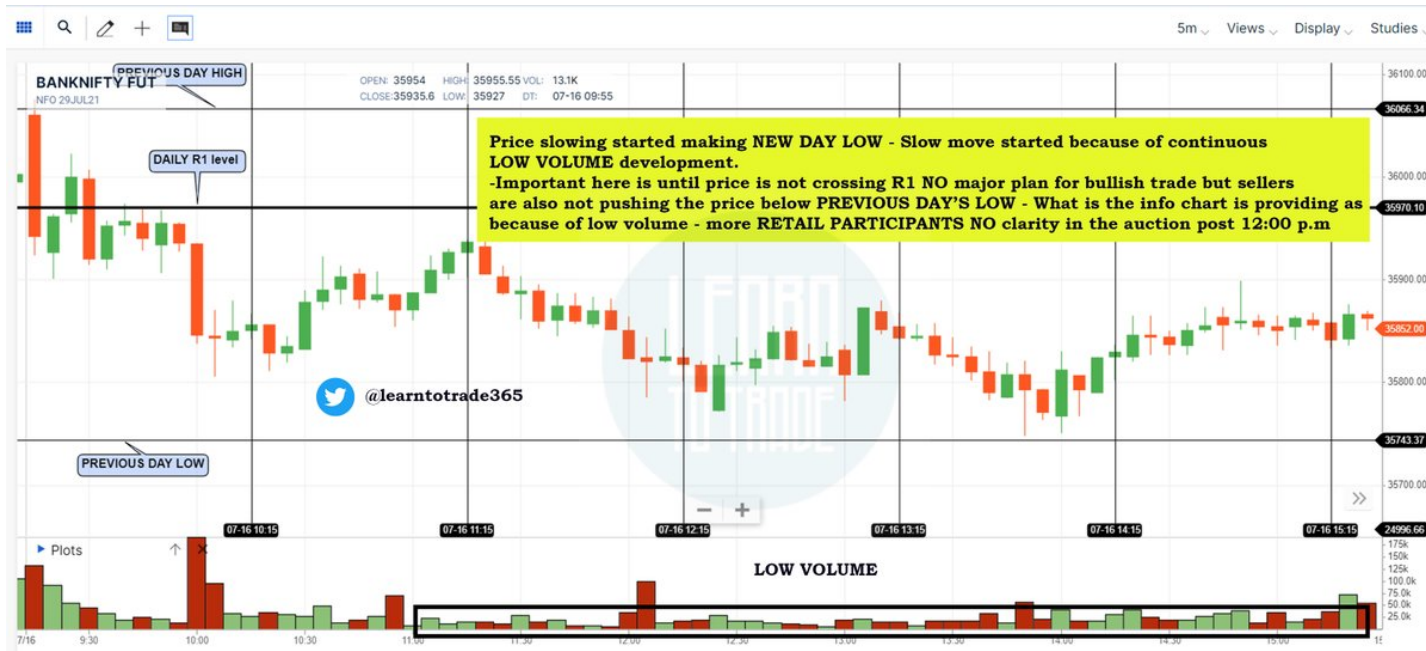 5m Views Display Studies
PREVIOUS DAY HIGH
BANKNIFTY FUT
NFO 29JUL21
OPEN: 35954 HIGH: 35955.55 VOL: 13.1K
CLOSE:35935.6 LOW: 35927 DT: 07-16 09:55
36100.00
36066.34
Price slowing started making NEW DAY LOW - Slow move started because of continuous
LOW VOLUME development.
-Important here is until price is not crossing R1 NO major plan for bullish trade but sellers
are also not pushing the price below PREVIOUS DAY'S LOW - What is the info chart is providing as
because of low volume - more RETAIL PARTICIPANTS NO clarity in the auction post 12:00 p.m
DAILY R1 level
36000.00
35970.10
35900.00
35852.00
35800.00
LEARN
TO TRADE
@learntotrade365
35743.37
PREVIOUS DAY LOW
35700.00
07-16 10:15 07-16 11:15 07-16 12:15 07-16 13:15 07-16 14:15 07-16 15:15
24996.66
Plots
LOW VOLUME
175k
150k
100.0k
75.0k
50.0k
25.0k
7/16 9:30 10:00 10:30 11:00 11:30 12:00 12:30 13:00 13:30 14:00 14:30 15:00